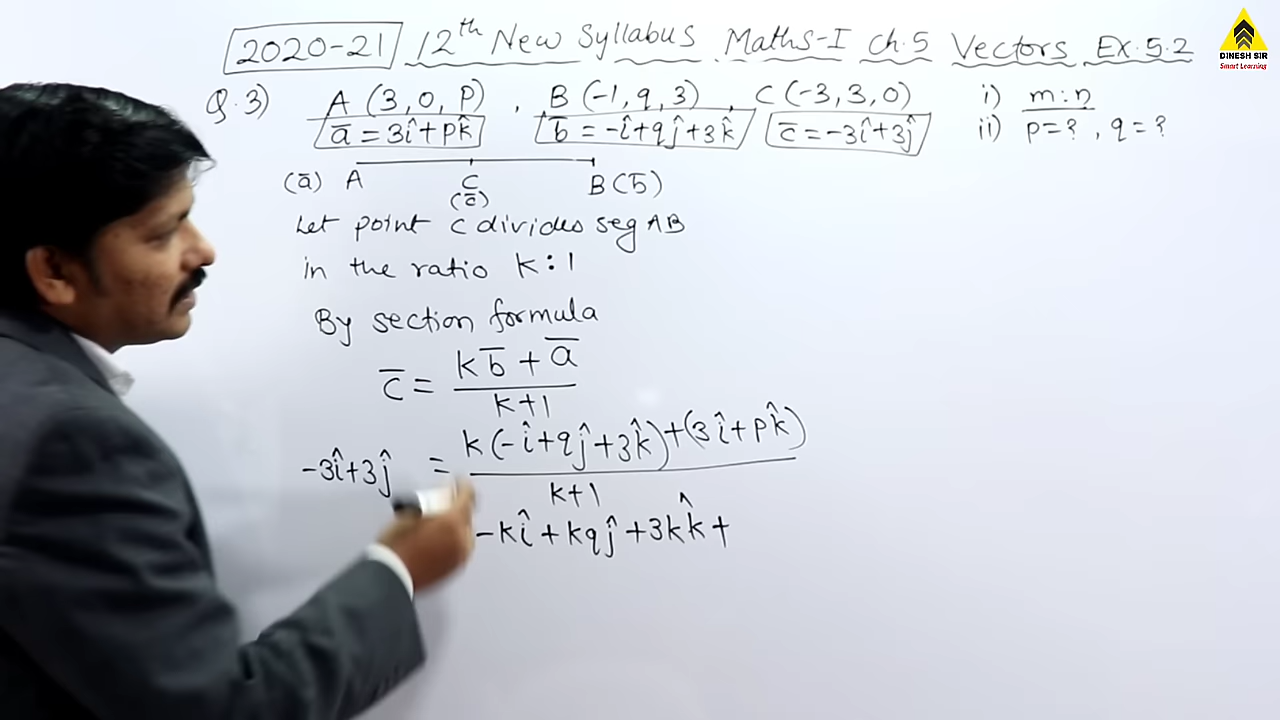 2020-21 12th New Syllabus Maths-I Ch.5 Vectors Ex.5.2
DINESH SIR
Smart Learning
Q.3) A (3,0,P) , B (-1,q,3) , C (-3,3,0) i) m:n
a̅ = 3î+pk̂ b̅ = -î+qĵ+3k̂ c̅ = -3î+3ĵ ii) p=? , q=?
(a̅) A C B (b̅)
(c̅)
Let point C divides seg AB
in the ratio k:1
By section formula
c̅ = kb̅ + a̅
k+1
-3î+3ĵ = k(-î+qĵ+3k̂)+(3î+pk̂)
k+1
-kî+kqĵ+3kk̂+